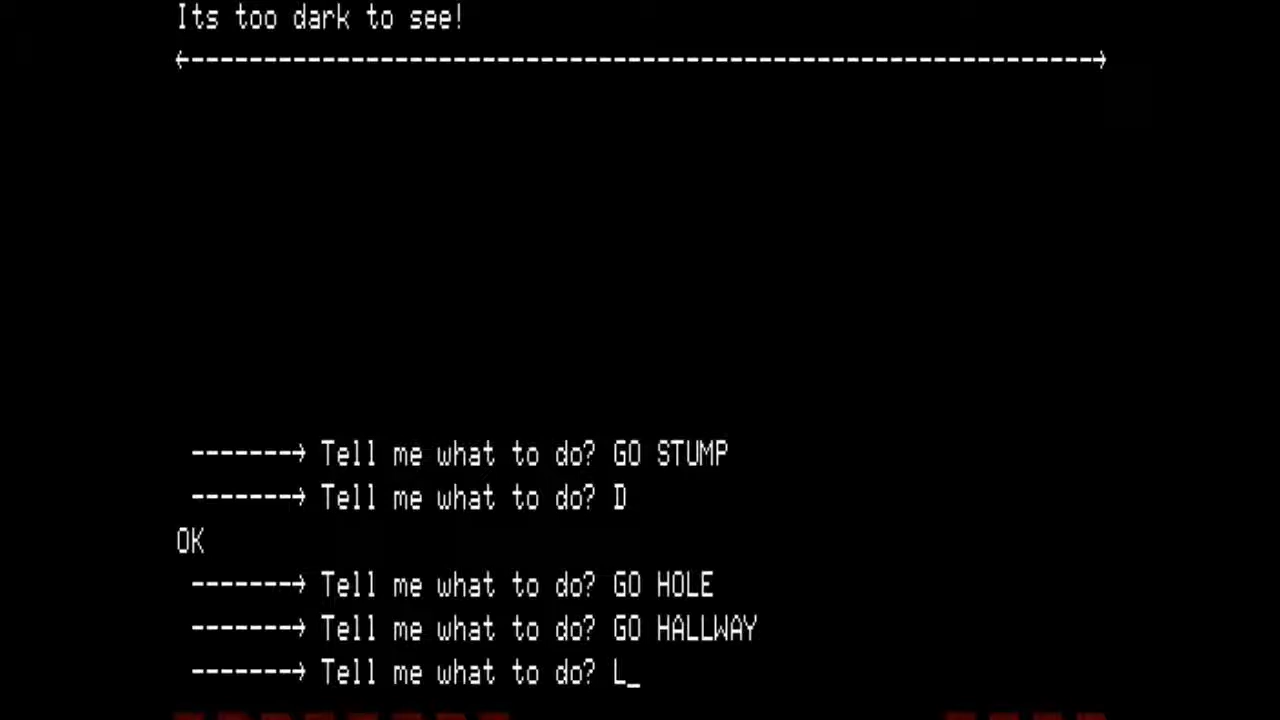 Its too dark to see!
<--------------------------------------------------------------->
-------> Tell me what to do? GO STUMP
-------> Tell me what to do? D
OK
-------> Tell me what to do? GO HOLE
-------> Tell me what to do? GO HALLWAY
-------> Tell me what to do? L_